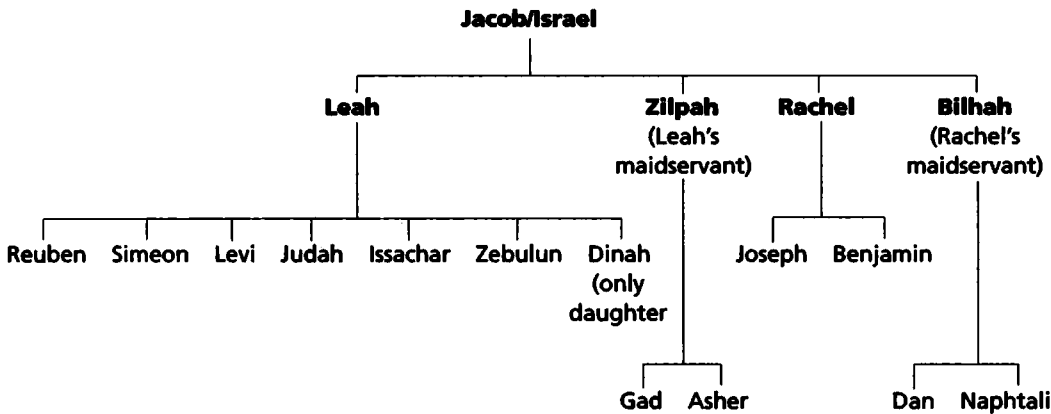 Jacob/Israel
Leah Zilpah Rachel Bilhah
(Leah's (Rachel's
maidservant) maidservant)
Reuben Simeon Levi Judah Issachar Zebulun Dinah Joseph Benjamin
(only
daughter
Gad Asher Dan Naphtali